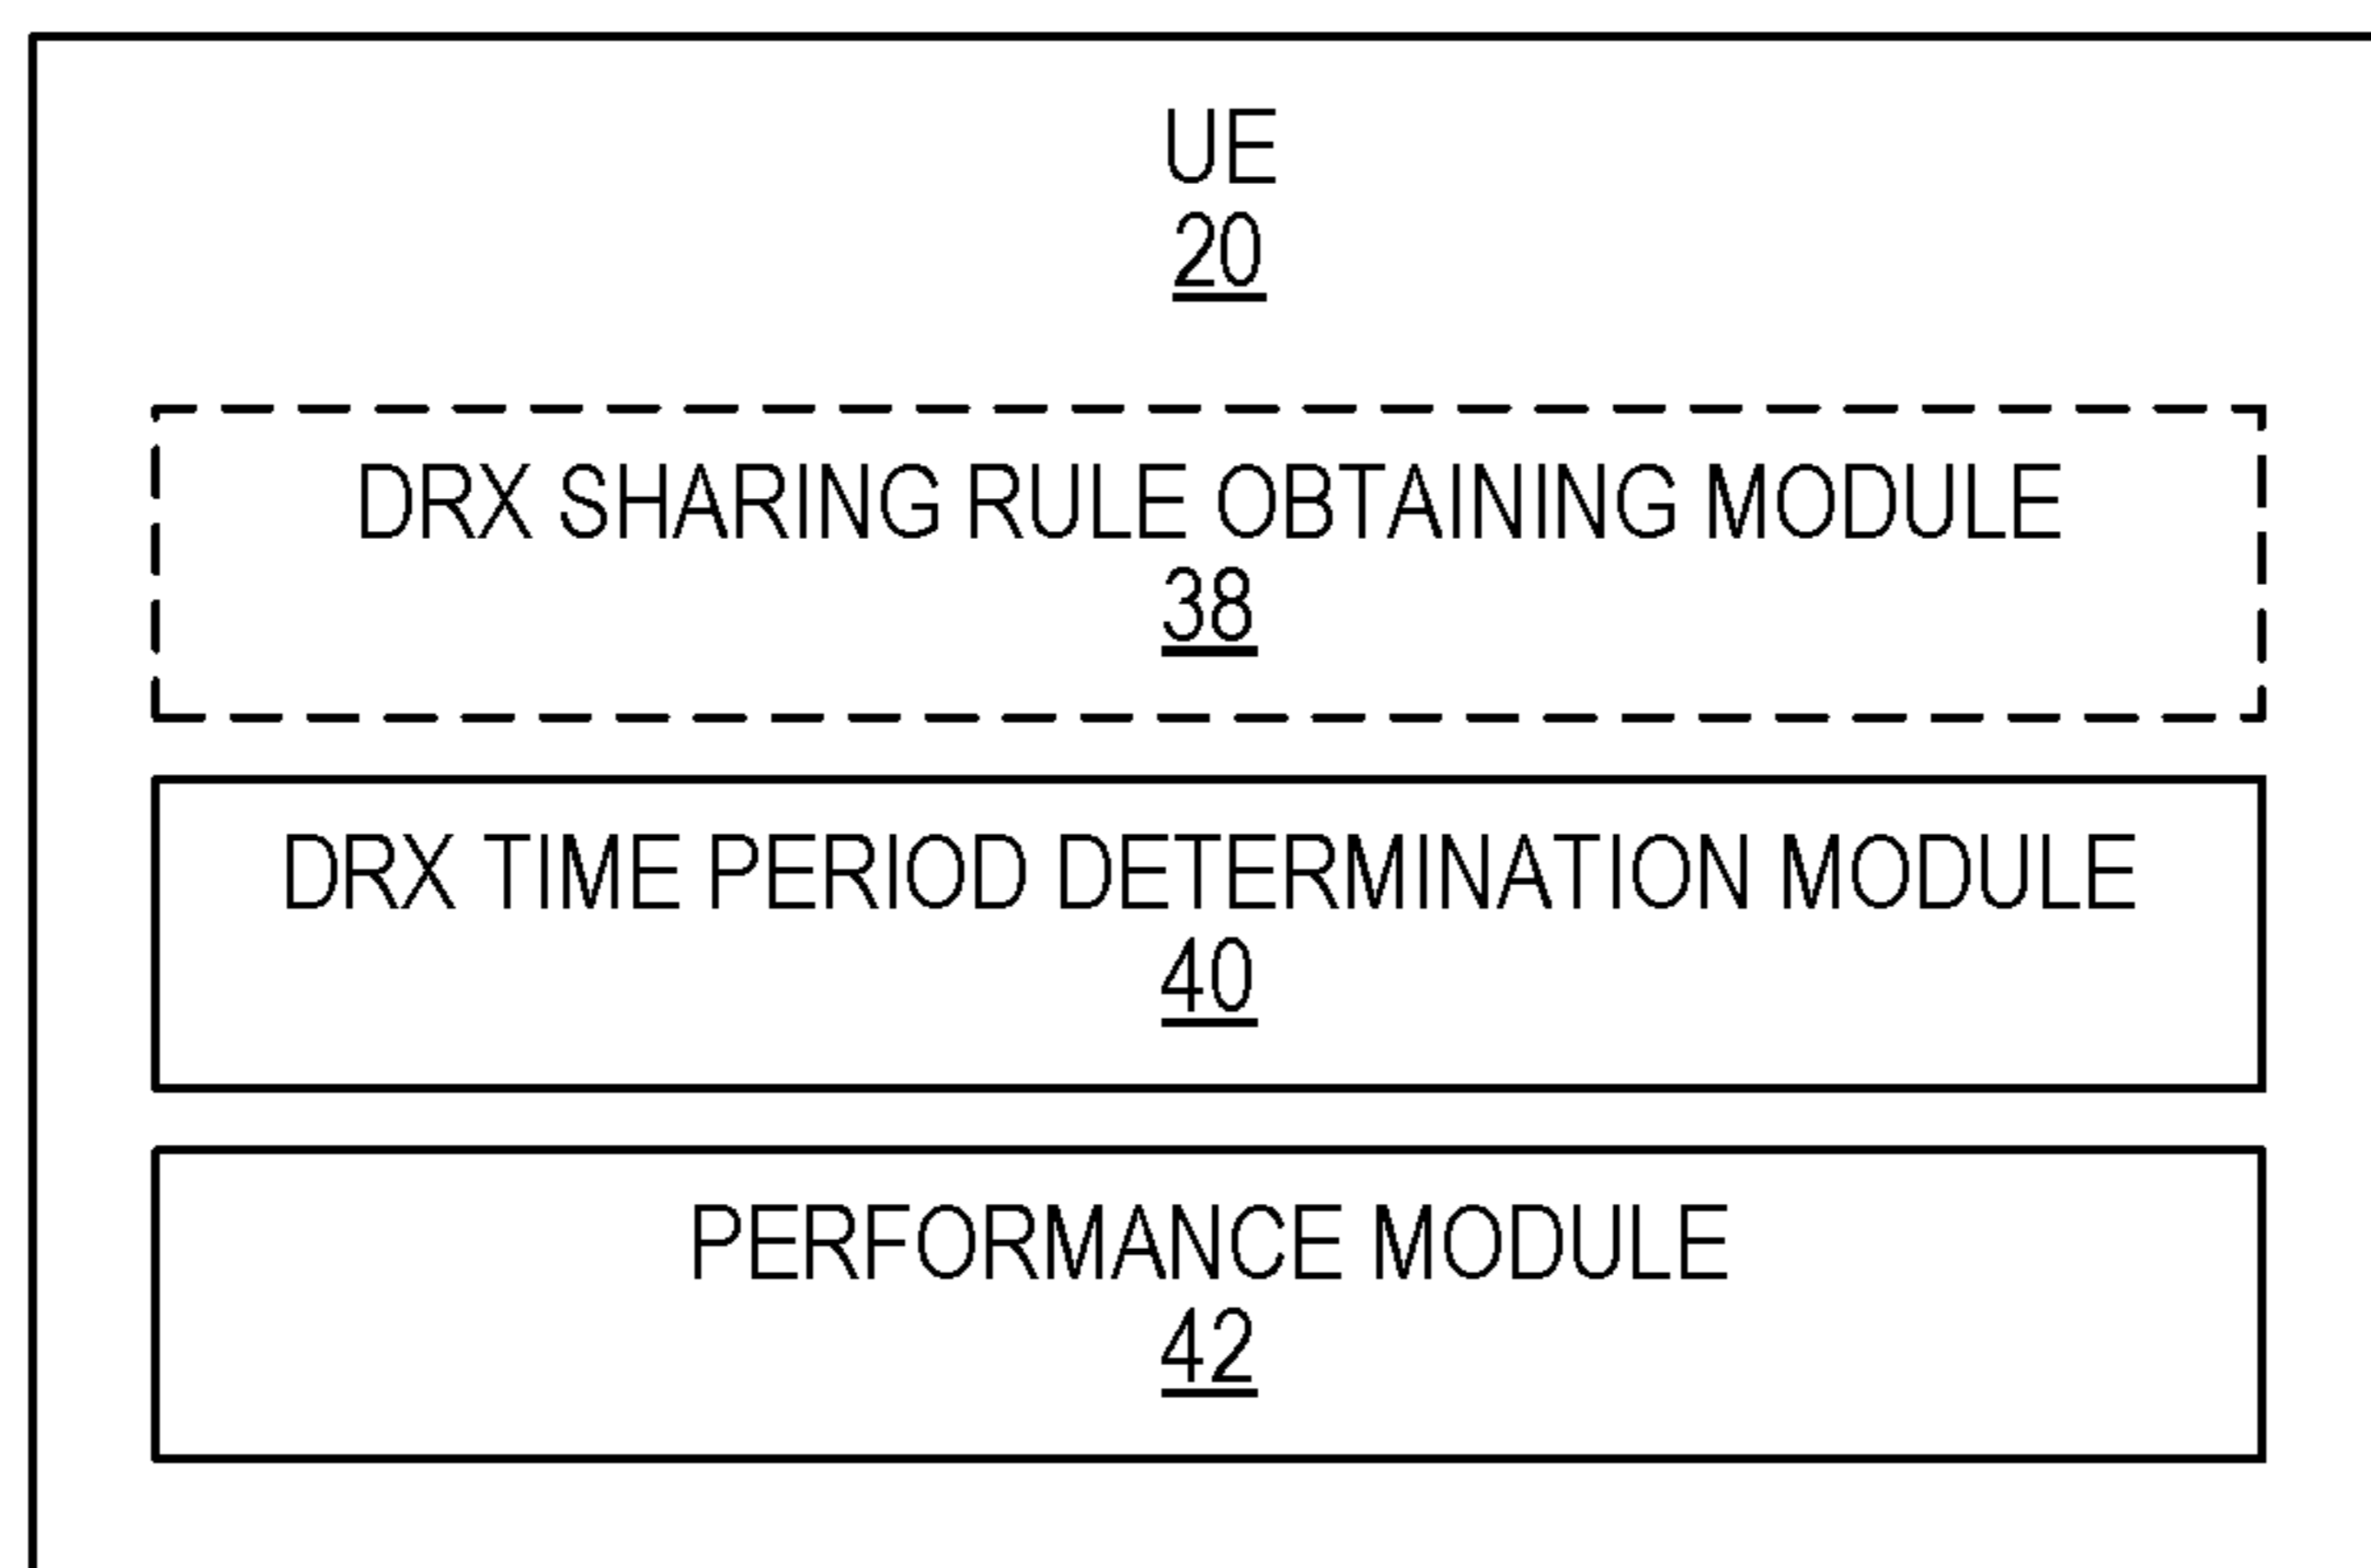 UE
20
DRX SHARING RULE OBTAINING MODULE
38
DRX TIME PERIOD DETERMINATION MODULE
40
PERFORMANCE MODULE
42